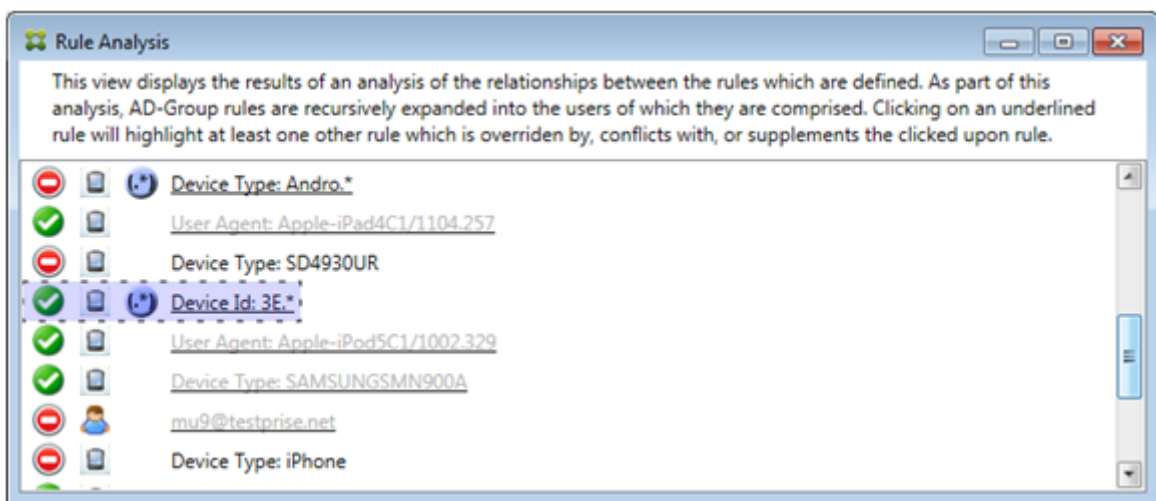 Rule Analysis
This view displays the results of an analysis of the relationships between the rules which are defined. As part of this
analysis, AD-Group rules are recursively expanded into the users of which they are comprised. Clicking on an underlined
rule will highlight at least one other rule which is overriden by, conflicts with, or supplements the clicked upon rule.
(.*) Device Type: Andro.*
User Agent: Apple-iPad4C1/1104.257
Device Type: SD4930UR
(.*) Device Id: 3E.*
User Agent: Apple-iPod5C1/1002.329
Device Type: SAMSUNGSMN900A
mu9@testprise.net
Device Type: iPhone